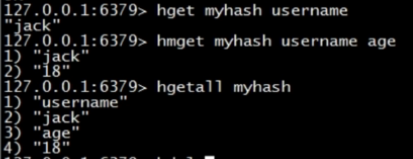 127.0.0.1:6379> hget myhash username
"jack"
127.0.0.1:6379> hmget myhash username age
1) "jack"
2) "18"
127.0.0.1:6379> hgetall myhash
1) "username"
2) "jack"
3) "age"
4) "18"